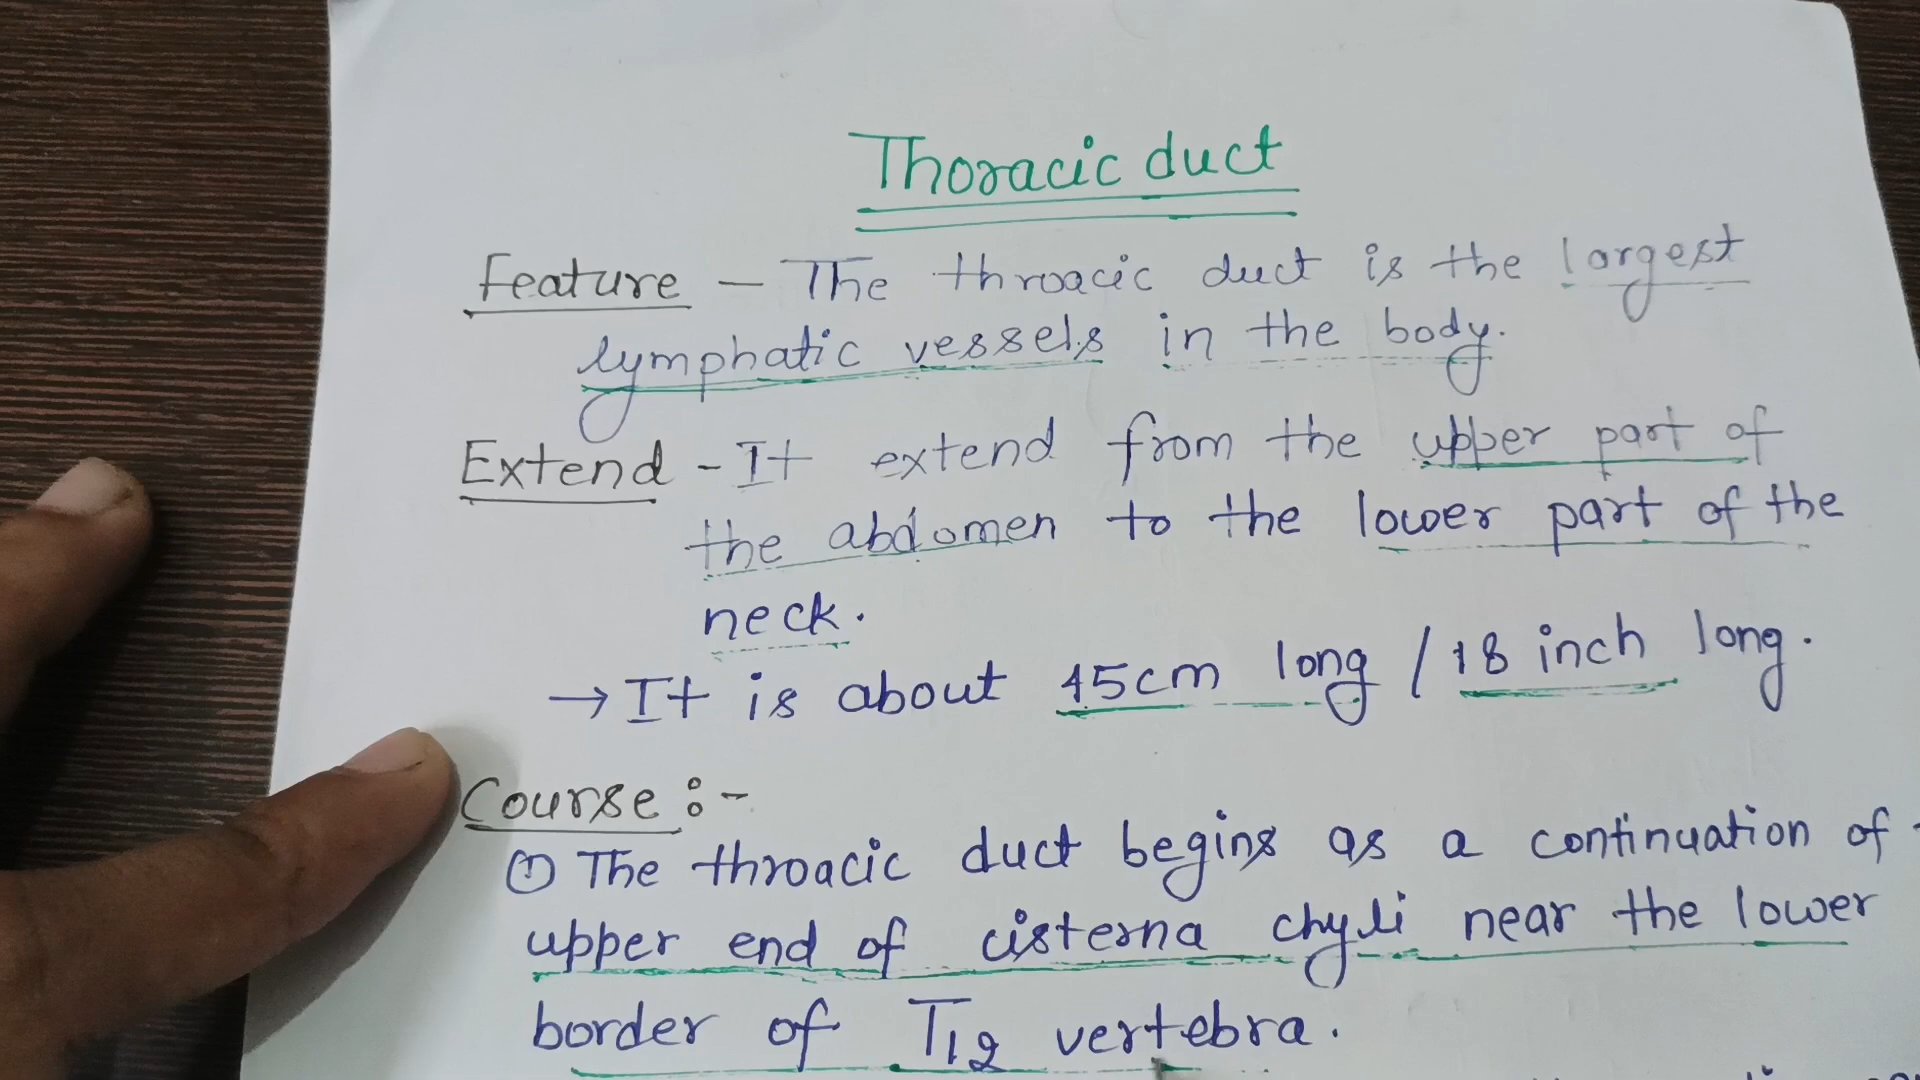 Thoracic duct
Feature – The throacic duct is the largest
lymphatic vessels in the body.
Extend - It extend from the upper part of
the abdomen to the lower part of the
neck.
→ It is about 45cm long / 18 inch long.
Course :-
① The throacic duct begins as a continuation of
upper end of cisterna chyli near the lower
border of T12 vertebra.